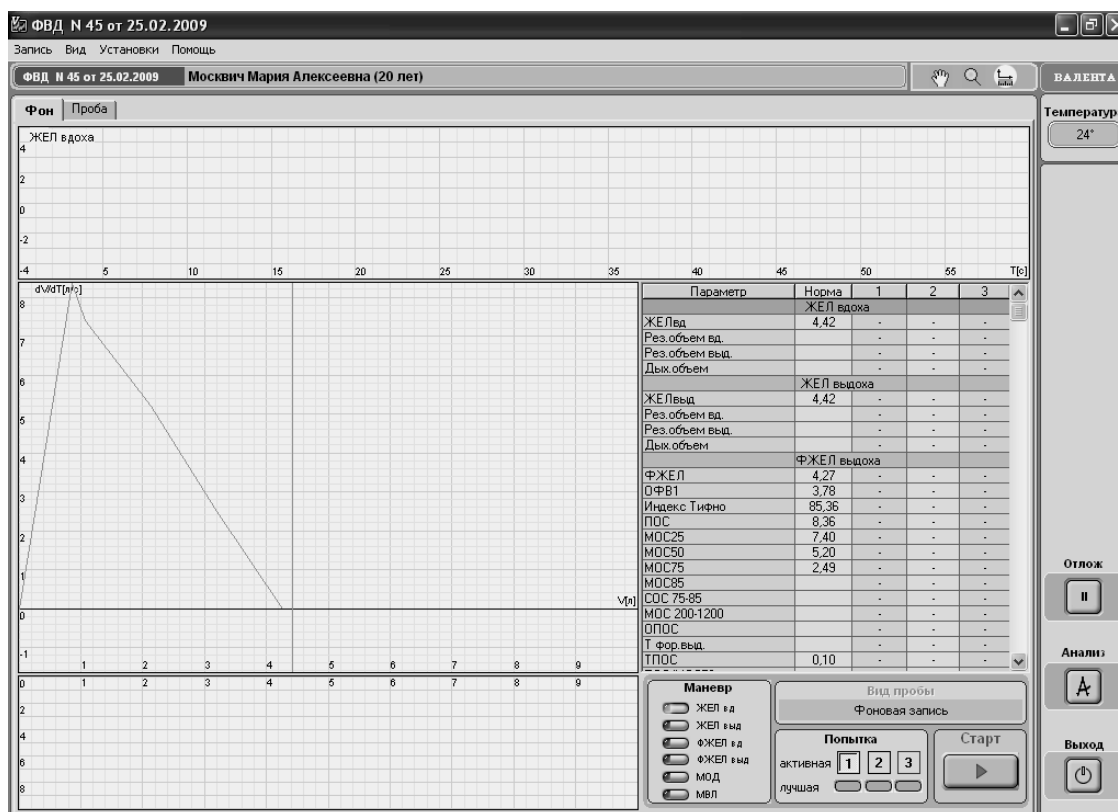 ФВД N 45 от 25.02.2009
Запись Вид Установки Помощь
ФВД N 45 от 25.02.2009 Москвич Мария Алексеевна (20 лет)
ВАЛЕНТА
Фон Проба
Температур
24°
ЖЕЛ вдоха
4
2
0
-2
-4 5 10 15 20 25 30 35 40 45 50 55 T[c]
dV/dT[л/с]
8
7
6
5
4
3
2
1
0 V[л]
-1
1 2 3 4 5 6 7 8 9
0 1 2 3 4 5 6 7 8 9
2
4
6
8
Параметр Норма 1 2 3
ЖЕЛ вдоха
ЖЕЛвд 4,42 - - -
Рез.объем вд. - - -
Рез.объем выд. - - -
Дых.объем - - -
ЖЕЛ выдоха
ЖЕЛвыд 4,42 - - -
Рез.объем вд. - - -
Рез.объем выд. - - -
Дых.объем - - -
ФЖЕЛ выдоха
ФЖЕЛ 4,27 - - -
ОФВ1 3,78 - - -
Индекс Тифно 85,36 - - -
ПОС 8,36 - - -
МОС25 7,40 - - -
МОС50 5,20 - - -
МОС75 2,49 - - -
МОС85 - - -
СОС 75-85 - - -
МОС 200-1200 - - -
ОПОС - - -
Т фор.выд. - - -
ТПОС 0,10 - - -
Маневр
ЖЕЛ вд
ЖЕЛ выд
ФЖЕЛ вд
ФЖЕЛ выд
МОД
МВЛ
Вид пробы
Фоновая запись
Попытка
активная 1 2 3
лучшая
Старт
Отлож
Анализ
Выход